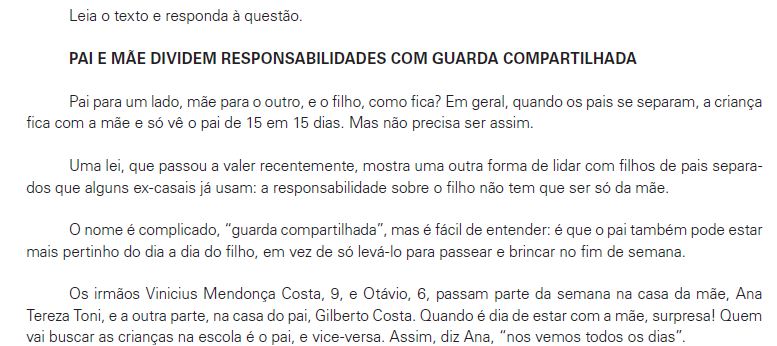 Leia o texto e responda à questão.
PAI E MÃE DIVIDEM RESPONSABILIDADES COM GUARDA COMPARTILHADA
Pai para um lado, mãe para o outro, e o filho, como fica? Em geral, quando os pais se separam, a criança
fica com a mãe e só vê o pai de 15 em 15 dias. Mas não precisa ser assim.
Uma lei, que passou a valer recentemente, mostra uma outra forma de lidar com filhos de pais separa-
dos que alguns ex-casais já usam: a responsabilidade sobre o filho não tem que ser só da mãe.
O nome é complicado, “guarda compartilhada”, mas é fácil de entender: é que o pai também pode estar
mais pertinho do dia a dia do filho, em vez de só levá-lo para passear e brincar no fim de semana.
Os irmãos Vinicius Mendonça Costa, 9, e Otávio, 6, passam parte da semana na casa da mãe, Ana
Tereza Toni, e a outra parte, na casa do pai, Gilberto Costa. Quando é dia de estar com a mãe, surpresa! Quem
vai buscar as crianças na escola é o pai, e vice-versa. Assim, diz Ana, “nos vemos todos os dias”.